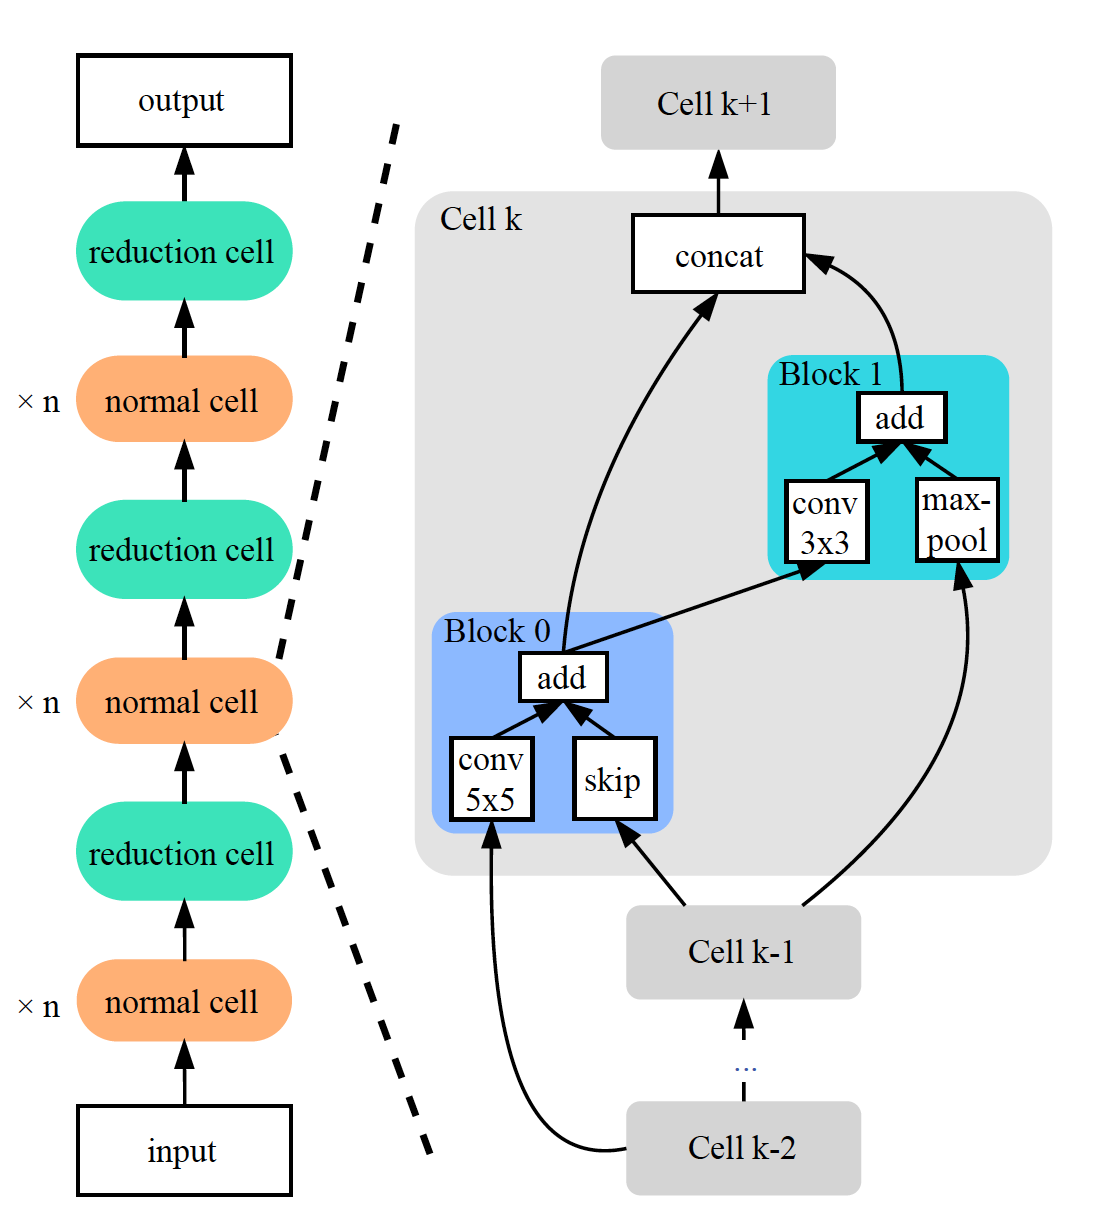 output
reduction cell
× n
normal cell
reduction cell
× n
normal cell
reduction cell
× n
normal cell
input
Cell k+1
Cell k
concat
Block 1
add
conv
3x3
max-
pool
Block 0
add
conv
5x5
skip
Cell k-1
...
Cell k-2